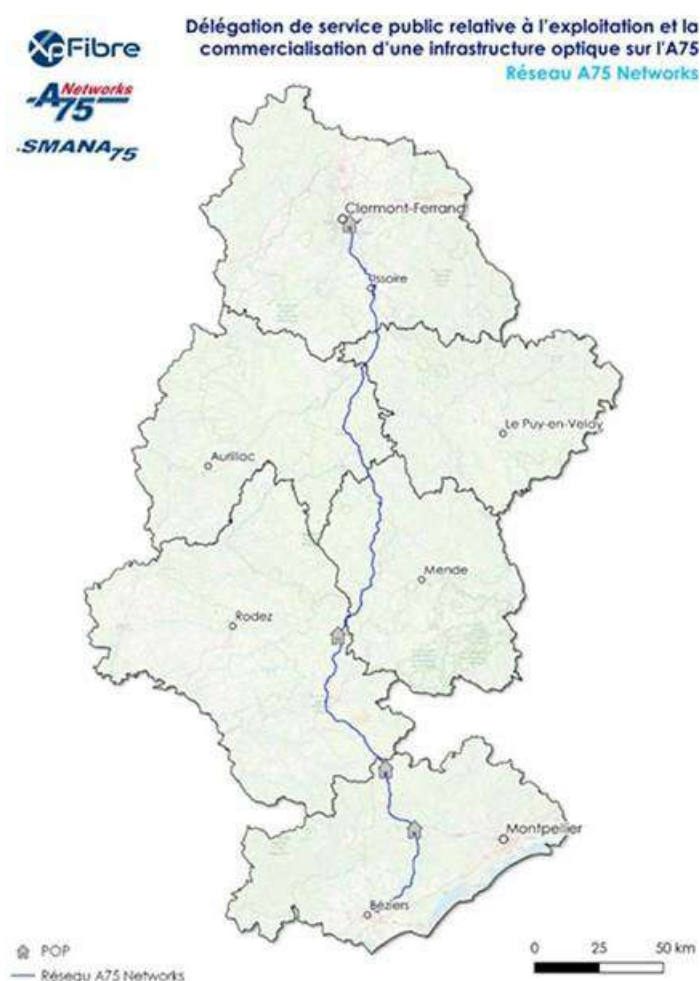 XpFibre
Délégation de service public relative à l'exploitation et la
commercialisation d'une infrastructure optique sur l'A75
Réseau A75 Networks
A75 Networks
SMANA75
Clermont-Ferrand
Issoire
Le Puy-en-Velay
Aurillac
Mende
Rodez
Montpellier
Béziers
POP
Réseau A75 Networks
0 25 50 km